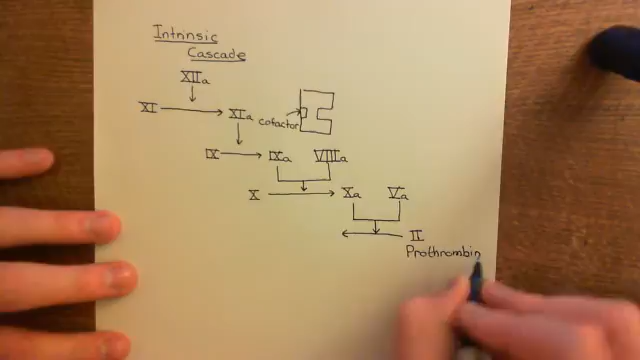 Intrinsic
Cascade
XIIa
XI XIa
cofactor
IX IXa VIIIa
X Xa Va
II
Prothrombin